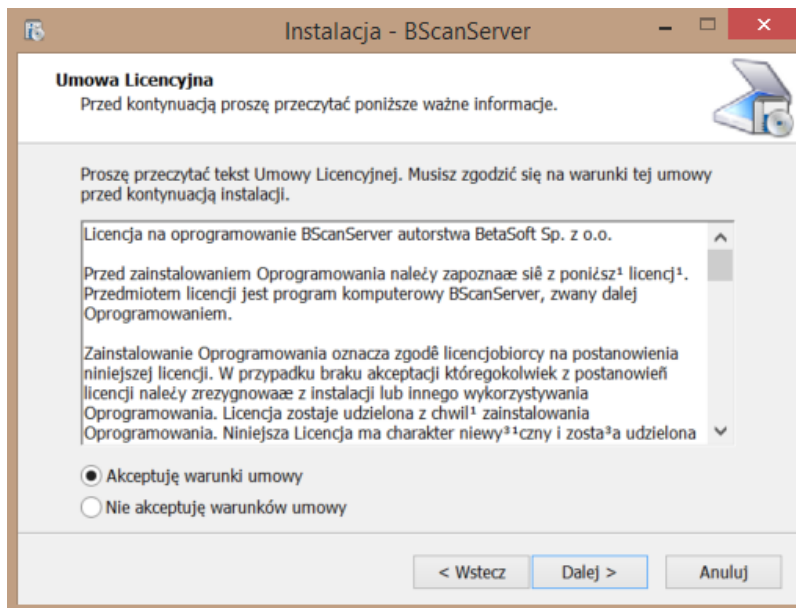 Instalacja - BScanServer
Umowa Licencyjna
Przed kontynuacją proszę przeczytać poniższe ważne informacje.
Proszę przeczytać tekst Umowy Licencyjnej. Musisz zgodzić się na warunki tej umowy
przed kontynuacją instalacji.
Licencja na oprogramowanie BScanServer autorstwa BetaSoft Sp. z o.o.
Przed zainstalowaniem Oprogramowania naleć¿y zapoznaæ siê z poni¿sz¹ licencj¹.
Przedmiotem licencji jest program komputerowy BScanServer, zwany dalej
Oprogramowaniem.
Zainstalowanie Oprogramowania oznacza zgodê licencjobiorcy na postanowienia
niniejszej licencji. W przypadku braku akceptacji któregokolwiek z postanowieñ
licencji nale¿y zrezygnowaæ z instalacji lub innego wykorzystywania
Oprogramowania. Licencja zostaje udzielona z chwil¹ zainstalowania
Oprogramowania. Niniejsza Licencja ma charakter niewy³¹czny i zosta³a udzielona
Akceptuję warunki umowy
Nie akceptuję warunków umowy
< Wstecz
Dalej >
Anuluj